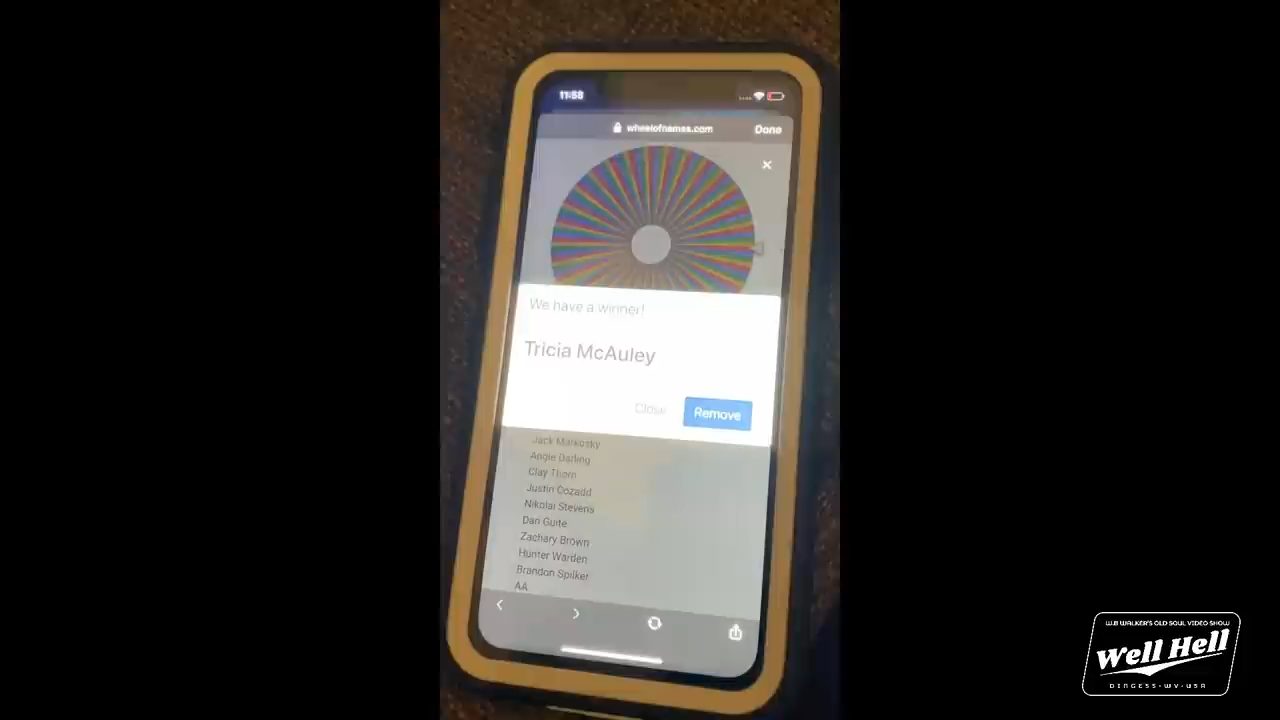 11:58
wheelofnames.com
Done
We have a winner!
Tricia McAuley
Close
Remove
Jack Markosky
Angie Darling
Clay Thorn
Justin Cozadd
Nikolai Stevens
Dan Guite
Zachary Brown
Hunter Warden
Brandon Spilker
AA
W.B WALKER'S OLD SOUL VIDEO SHOW
Well Hell
DINGESS•WV•USA